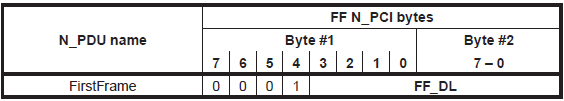 FF N_PCI bytes
N_PDU name Byte #1 Byte #2
7 6 5 4 3 2 1 0 7 – 0
FirstFrame 0 0 0 1 FF_DL